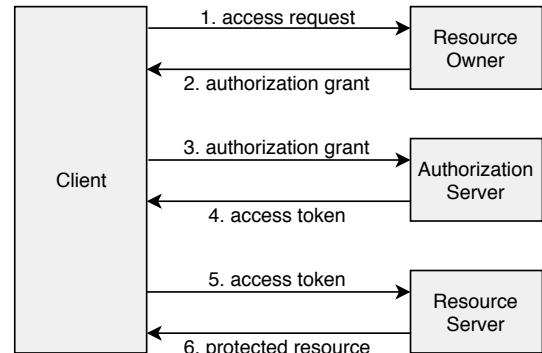 1. access request
Resource
Owner
2. authorization grant
3. authorization grant
Client
Authorization
Server
4. access token
5. access token
Resource
Server
6. protected resource